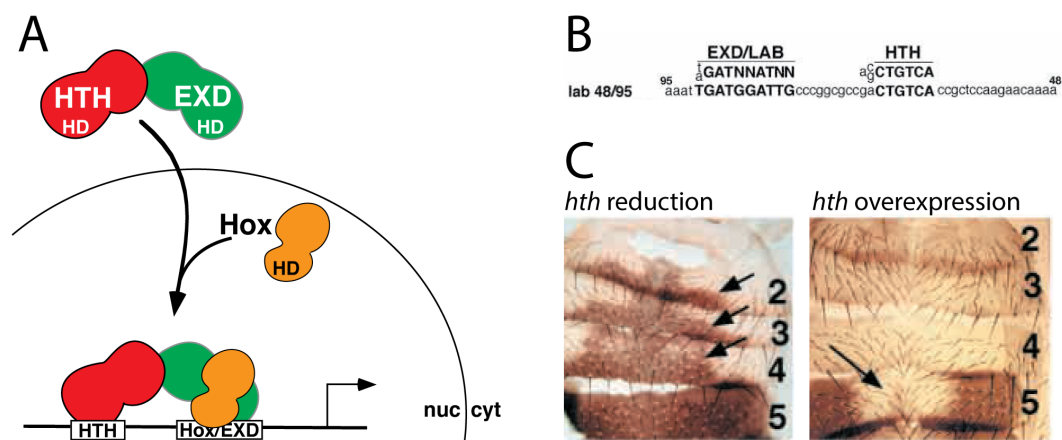 A
HTH
HD
EXD
HD
Hox
HD
HTH
Hox/EXD
nuc cyt
B
EXD/LAB HTH
t
a GATNNATNN a c g CTGTCA
lab 48/95 95 aaat TGATGGATTG cccggcgccga CTGTCA ccgctccaagaacaaaa 48
C
hth reduction
2
3
4
5
hth overexpression
2
3
4
5